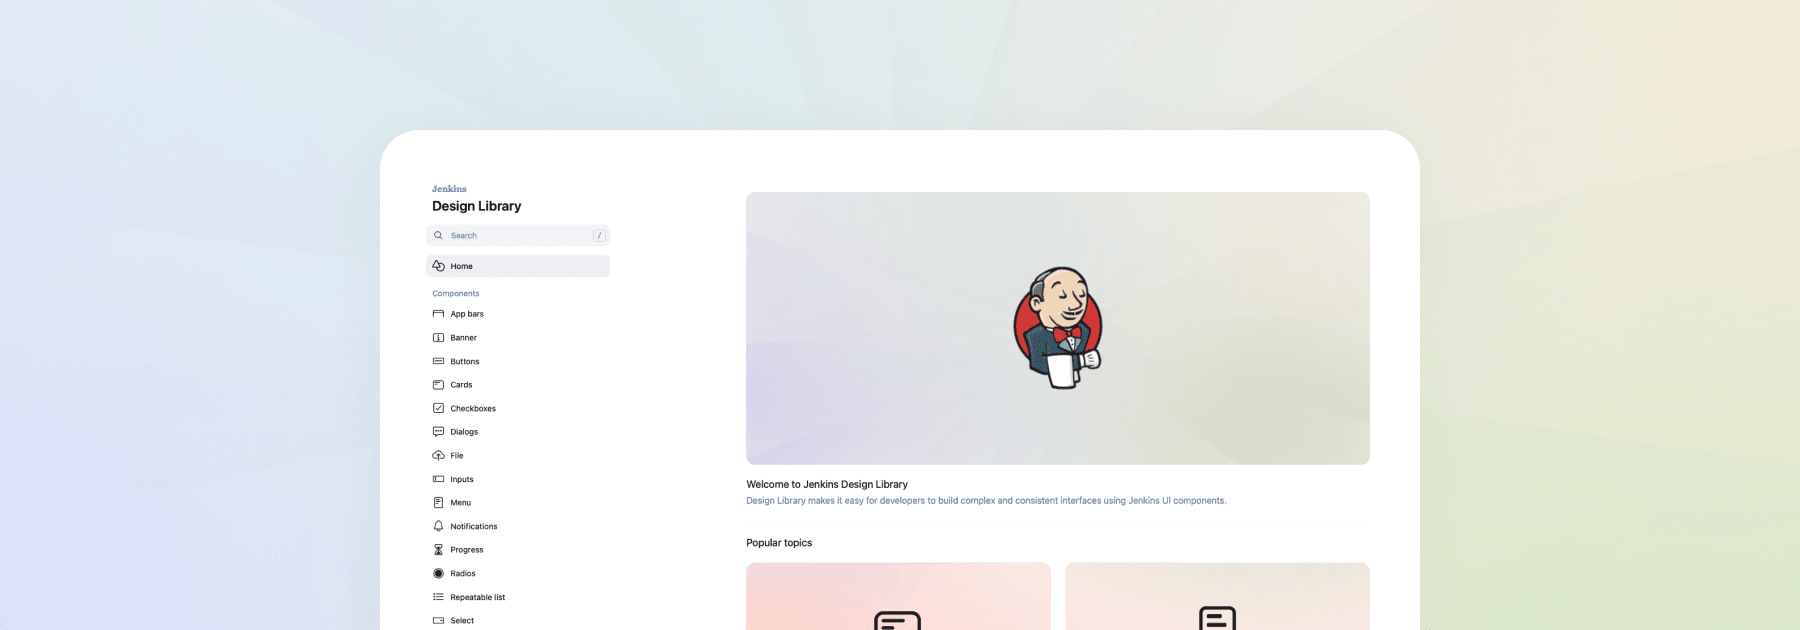 Jenkins
Design Library
Search /
Home
Components
App bars
Banner
Buttons
Cards
Checkboxes
Dialogs
File
Inputs
Menu
Notifications
Progress
Radios
Repeatable list
Select
Welcome to Jenkins Design Library
Design Library makes it easy for developers to build complex and consistent interfaces using Jenkins UI components.
Popular topics